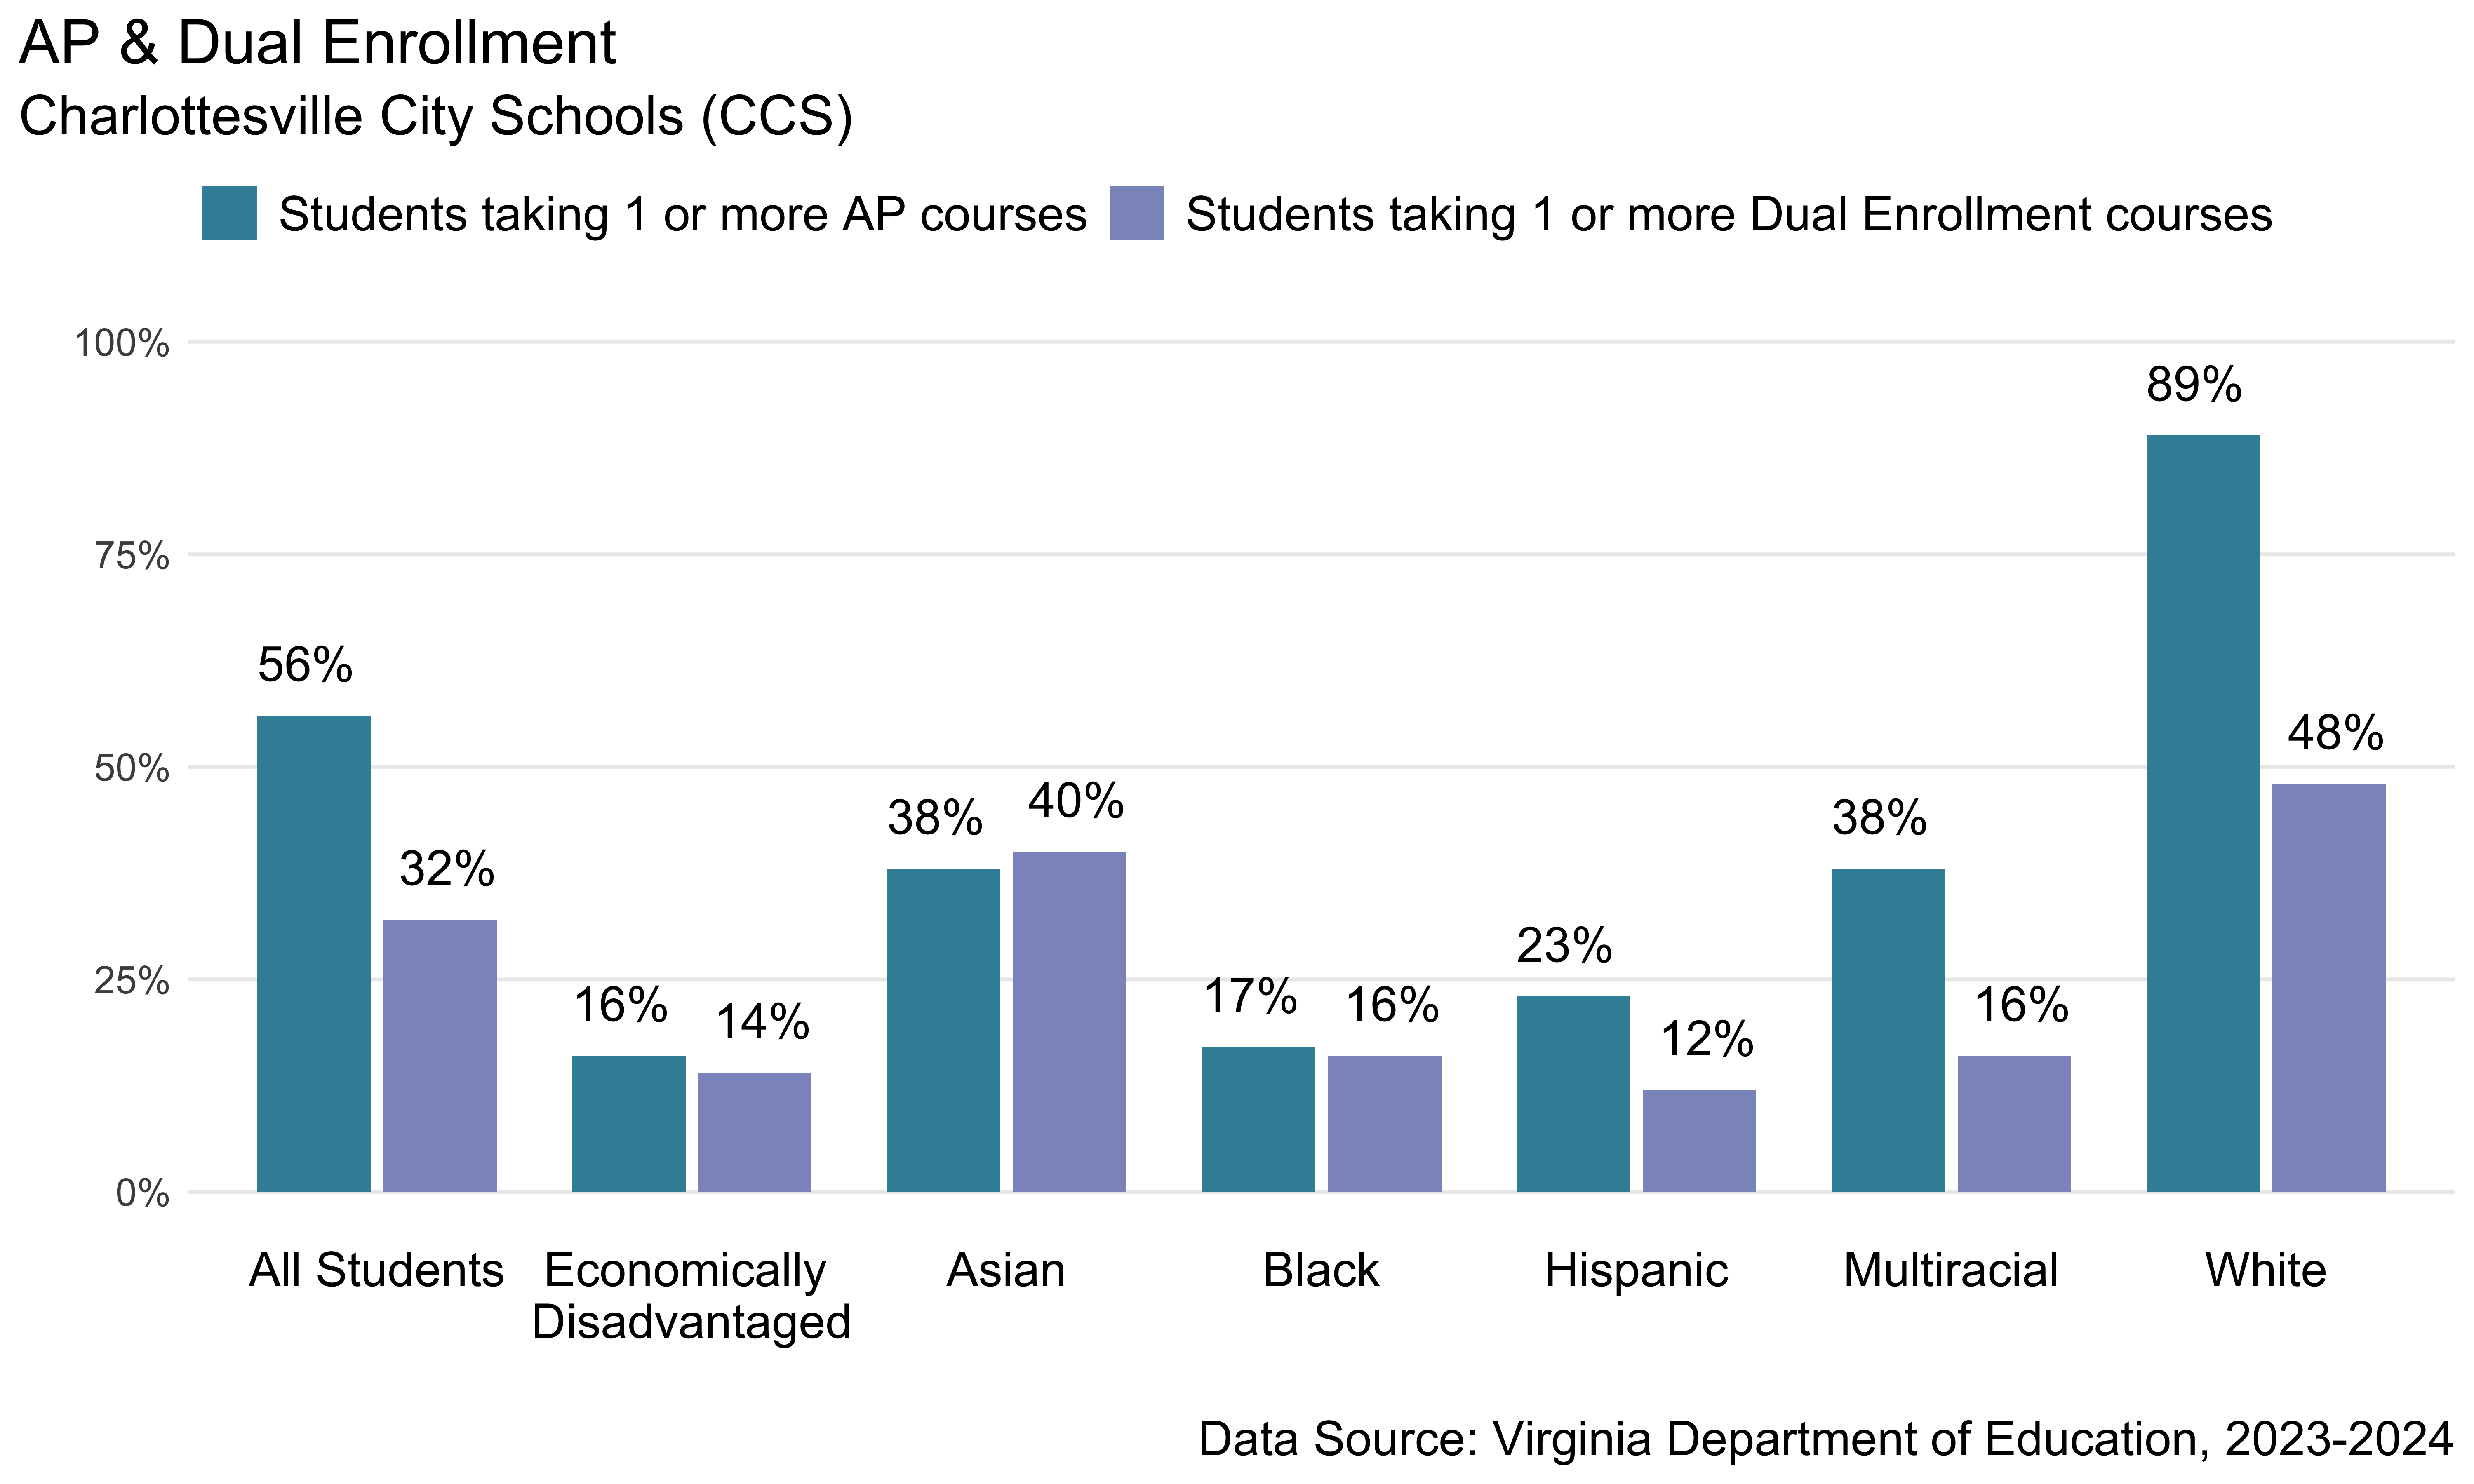 AP & Dual Enrollment
Charlottesville City Schools (CCS)
Students taking 1 or more AP courses Students taking 1 or more Dual Enrollment courses
100%
75%
50%
25%
0%
56%
32%
16%
14%
38%
40%
17%
16%
23%
12%
38%
16%
89%
48%
All Students
Economically
Disadvantaged
Asian
Black
Hispanic
Multiracial
White
Data Source: Virginia Department of Education, 2023-2024